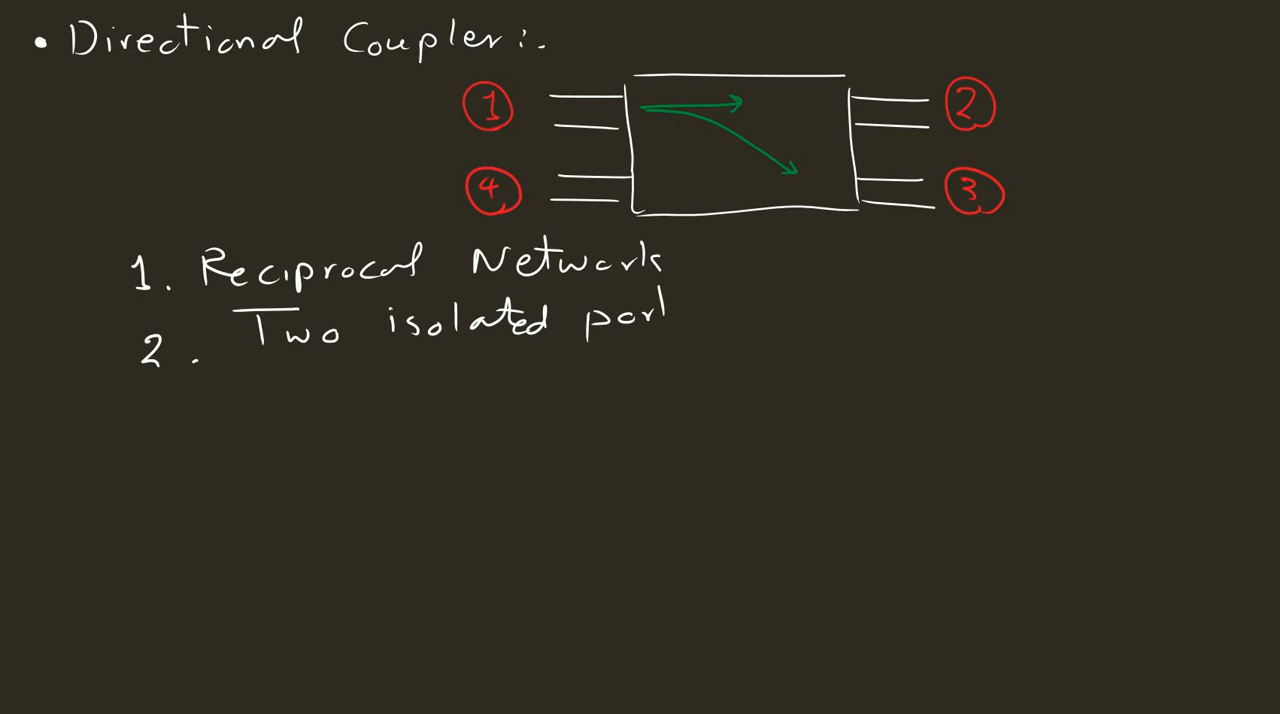 • Directional Coupler:.
1 2
4 3
1. Reciprocal Network
2. Two isolated port